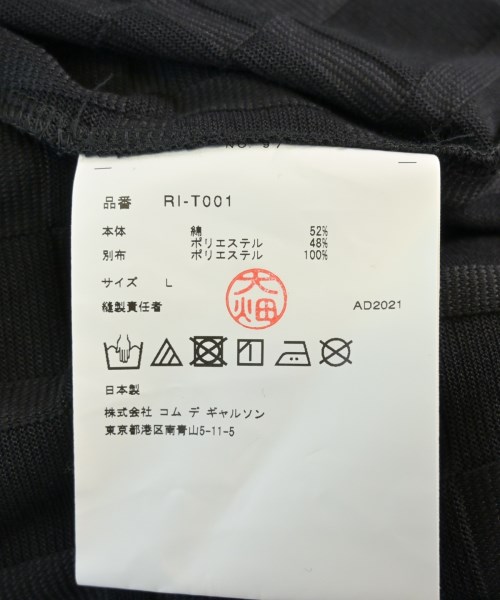 品番 RI-T001
本体 綿 52%
ポリエステル 48%
別布 ポリエステル 100%
サイズ L
大畑
縫製責任者 AD2021
日本製
株式会社 コム デ ギャルソン
東京都港区南青山5-11-5